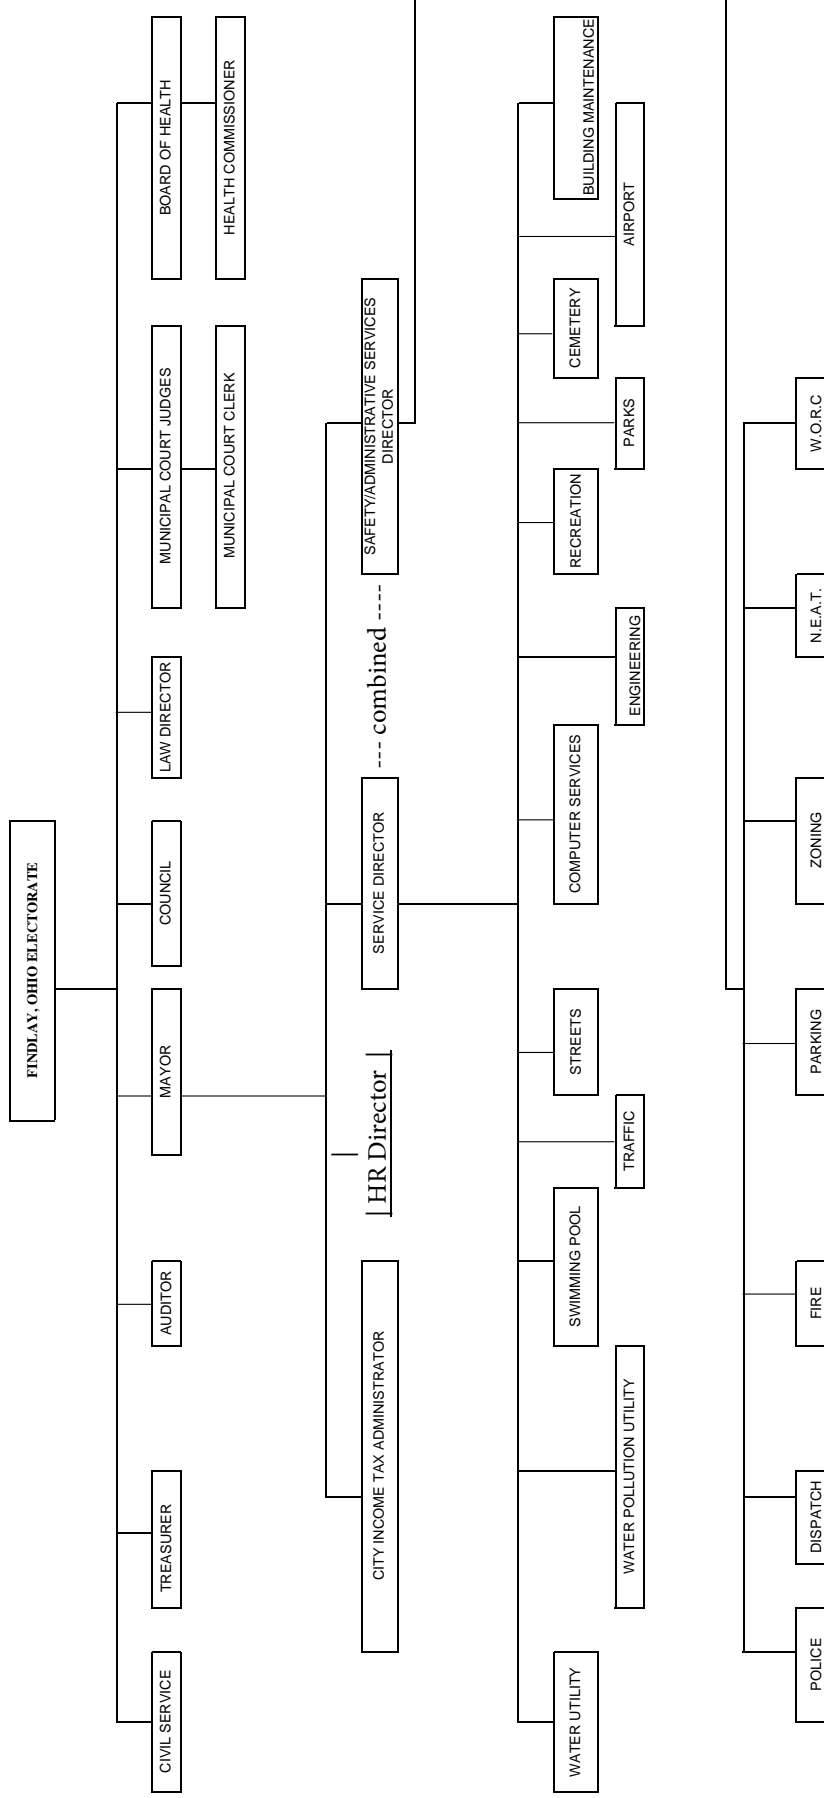 FINDLAY, OHIO ELECTORATE
CIVIL SERVICE
TREASURER
AUDITOR
MAYOR
COUNCIL
LAW DIRECTOR
MUNICIPAL COURT JUDGES
BOARD OF HEALTH
MUNICIPAL COURT CLERK
HEALTH COMMISSIONER
CITY INCOME TAX ADMINISTRATOR
|HR Director |
SERVICE DIRECTOR
--- combined ----
SAFETY/ADMINISTRATIVE SERVICES
DIRECTOR
WATER UTILITY
SWIMMING POOL
STREETS
COMPUTER SERVICES
RECREATION
CEMETERY
BUILDING MAINTENANCE
WATER POLLUTION UTILITY
TRAFFIC
ENGINEERING
PARKS
AIRPORT
POLICE
DISPATCH
FIRE
PARKING
ZONING
N.E.A.T.
W.O.R.C